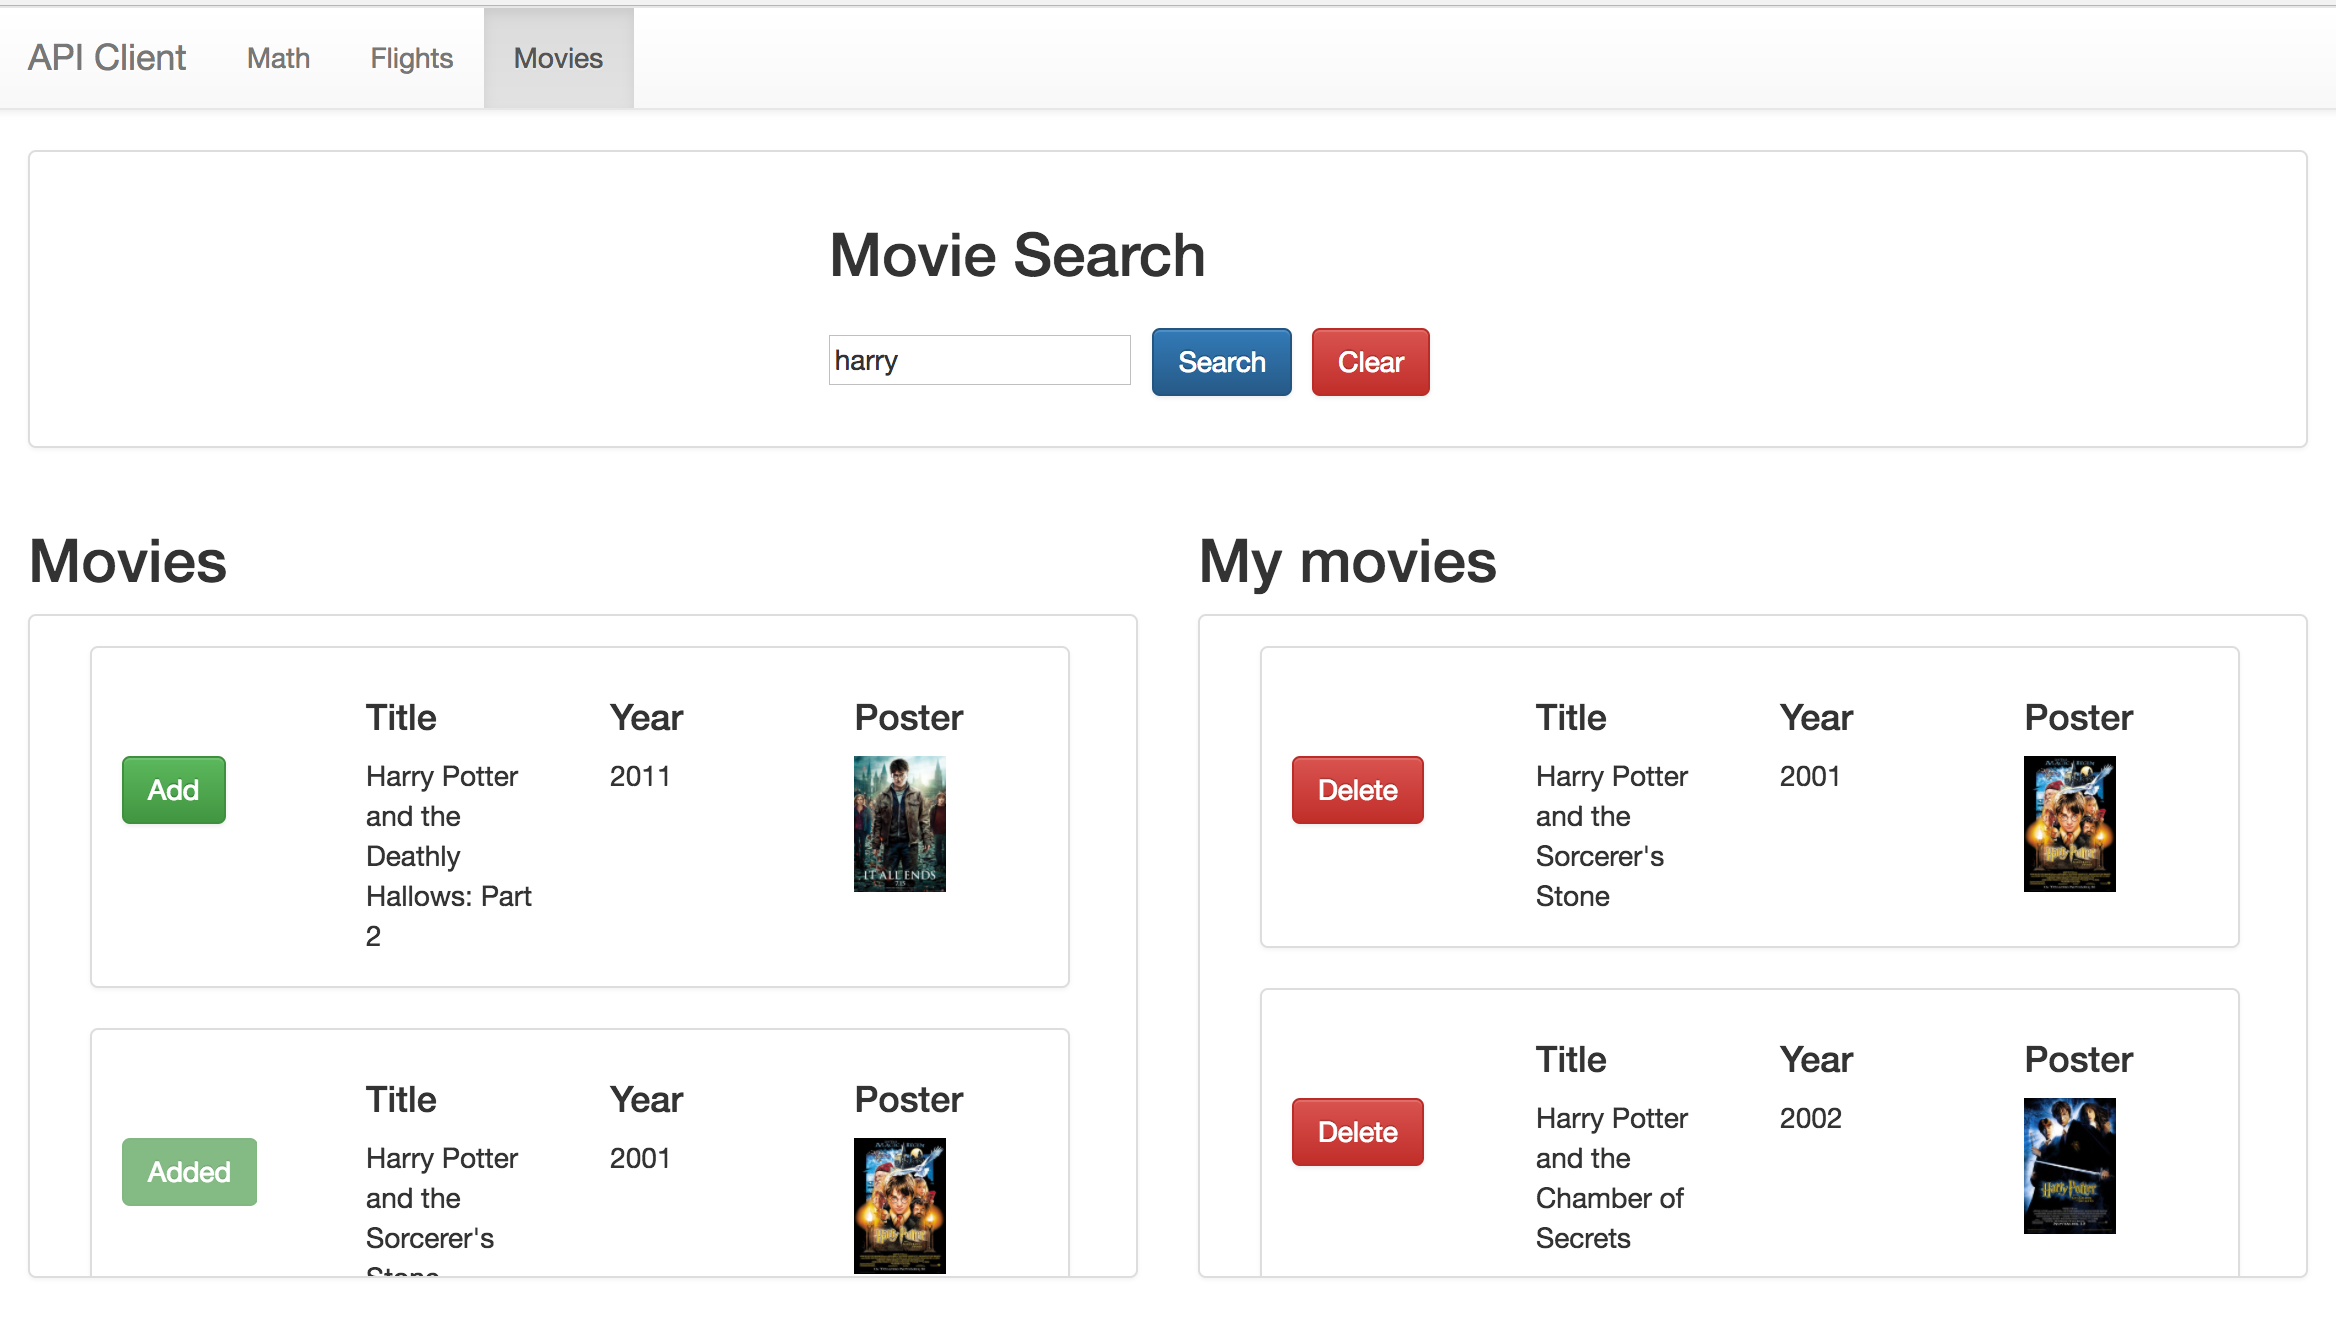 API Client Math Flights Movies
Movie Search
harry Search Clear
Movies
Title Year Poster
Add Harry Potter 2011
and the
Deathly
Hallows: Part
2
IT ALL ENDS
7.15
Title Year Poster
Added Harry Potter 2001
and the
Sorcerer's
Stone
Harry Potter
My movies
Title Year Poster
Delete Harry Potter 2001
and the
Sorcerer's
Stone
Harry Potter
Title Year Poster
Delete Harry Potter 2002
and the
Chamber of
Secrets
Harry Potter